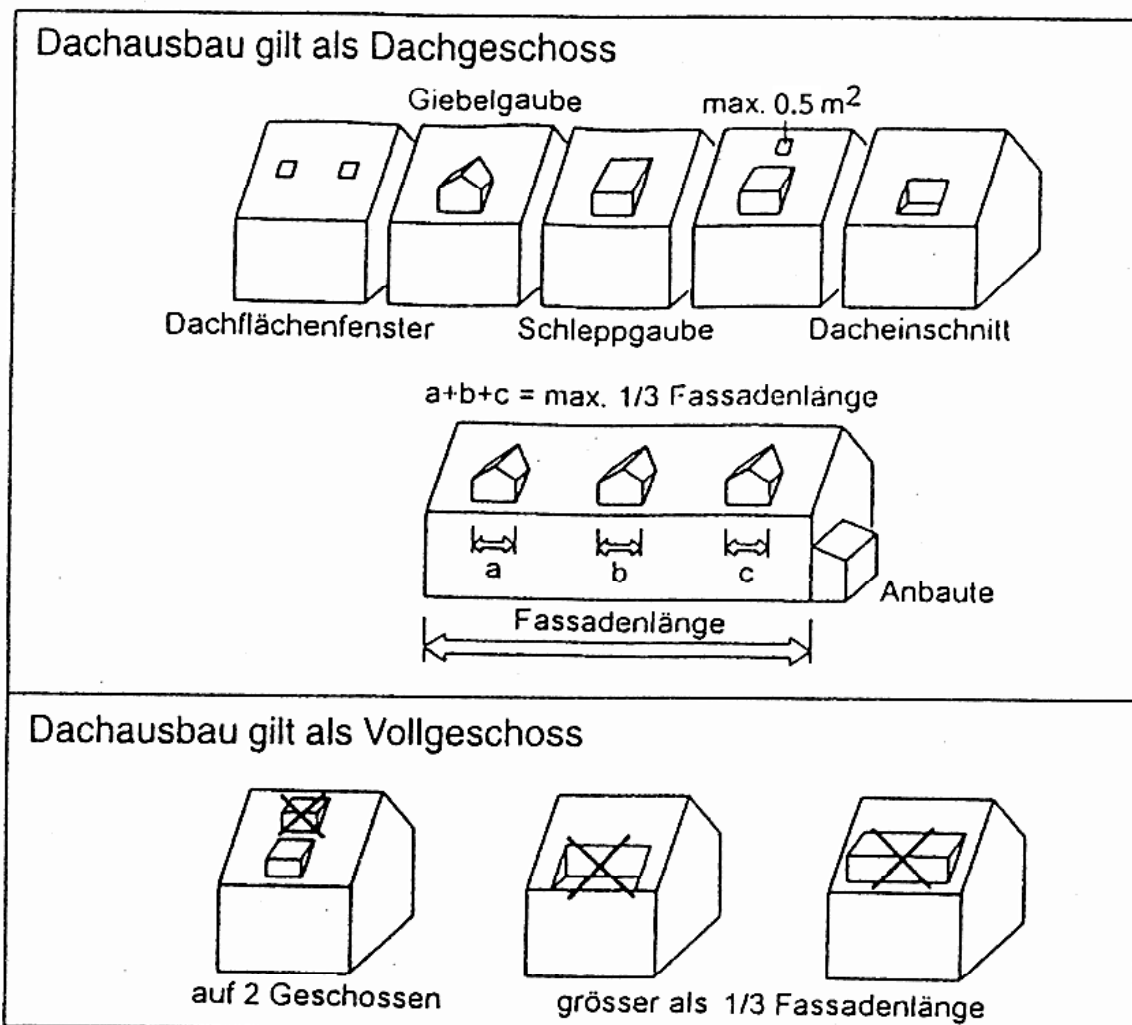 Dachausbau gilt als Dachgeschoss
Giebelgaube
max. 0.5 m²
Dachflächenfenster
Schleppgaube
Dacheinschnitt
a+b+c = max. 1/3 Fassadenlänge
a
b
c
Anbaute
Fassadenlänge
Dachausbau gilt als Vollgeschoss
auf 2 Geschossen
grösser als 1/3 Fassadenlänge